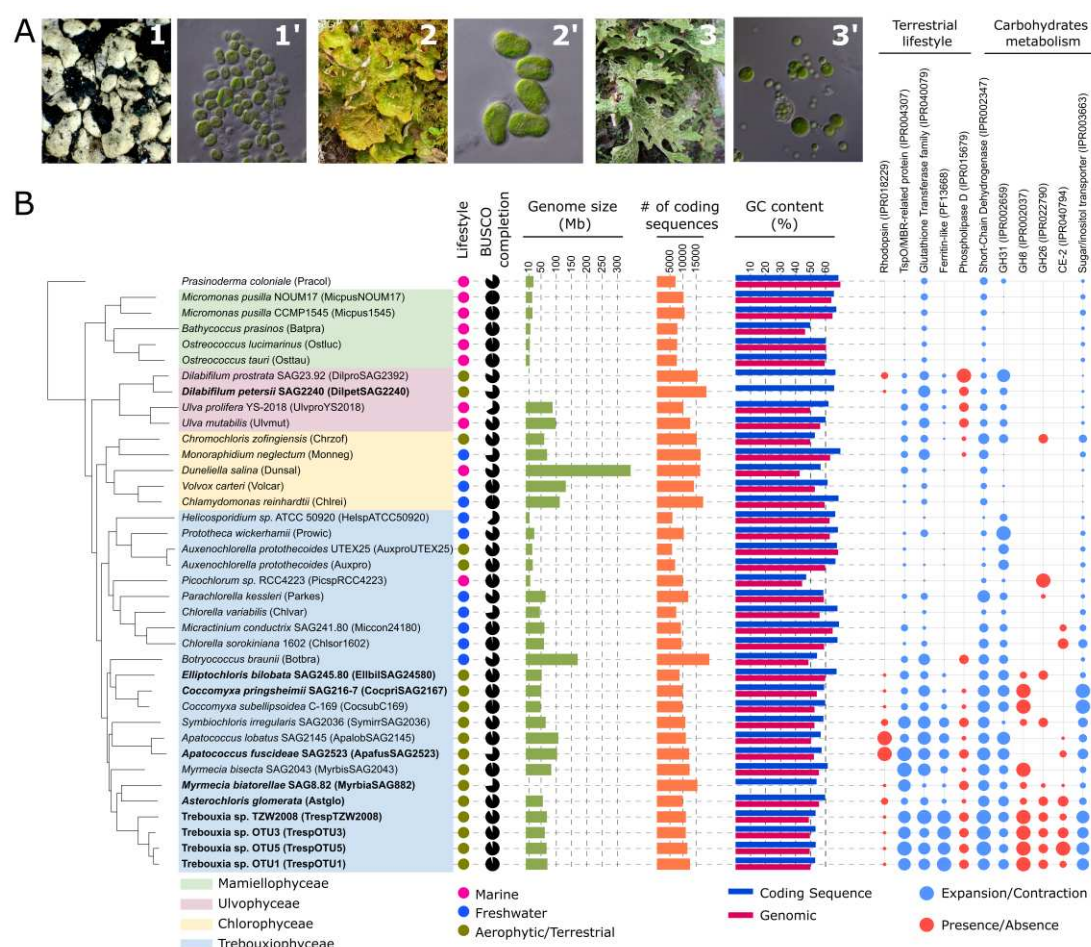 A
1
1'
2
2'
3
3'
Terrestrial lifestyle
Carbohydrates metabolism
Rhodopsin (IPR018229)
TspO/MBR-related protein (IPR004307)
Glutathione Transferase family (IPR040079)
Ferritin-like (PF13668)
Phospholipase D (IPR015679)
Short-Chain Dehydrogenase (IPR002347)
GH31 (IPR002659)
GH8 (IPR002037)
GH26 (IPR022790)
CE-2 (IPR040794)
Sugar/inositol transporter (IPR003663)
B
Lifestyle
BUSCO completion
Genome size (Mb)
# of coding sequences
GC content (%)
10 50 100 150 200 250 300
5000 10000 15000
10 20 30 40 50 60
Prasinoderma coloniale (Pracol)
Micromonas pusilla NOUM17 (MicpusNOUM17)
Micromonas pusilla CCMP1545 (Micpus1545)
Bathycoccus prasinos (Batpra)
Ostreococcus lucimarinus (Ostluc)
Ostreococcus tauri (Osttau)
Dilabifilum prostrata SAG23.92 (DilproSAG2392)
Dilabifilum petersii SAG2240 (DilpetSAG2240)
Ulva prolifera YS-2018 (UlvproYS2018)
Ulva mutabilis (Ulvmut)
Chromochloris zofingiensis (Chrzof)
Monoraphidium neglectum (Monneg)
Duneliella salina (Dunsal)
Volvox carteri (Volcar)
Chlamydomonas reinhardtii (Chlrei)
Helicosporidium sp. ATCC 50920 (HelspATCC50920)
Prototheca wickerhamii (Prowic)
Auxenochlorella protothecoides UTEX25 (AuxproUTEX25)
Auxenochlorella protothecoides (Auxpro)
Picochlorum sp. RCC4223 (PicspRCC4223)
Parachlorella kessleri (Parkes)
Chlorella variabilis (Chlvar)
Micractinium conductrix SAG241.80 (Miccon24180)
Chlorella sorokiniana 1602 (Chlsor1602)
Botryococcus braunii (Botbra)
Elliptochloris bilobata SAG245.80 (EllbilSAG24580)
Coccomyxa pringsheimii SAG216-7 (CocpriSAG2167)
Coccomyxa subellipsoidea C-169 (CocsubC169)
Symbiochloris irregularis SAG2036 (SymirrSAG2036)
Apatococcus lobatus SAG2145 (ApalobSAG2145)
Apatococcus fuscideae SAG2523 (ApafusSAG2523)
Myrmecia bisecta SAG2043 (MyrbisSAG2043)
Myrmecia biatorellae SAG8.82 (MyrbiaSAG882)
Asterochloris glomerata (Astglo)
Trebouxia sp. TZW2008 (TrespTZW2008)
Trebouxia sp. OTU3 (TrespOTU3)
Trebouxia sp. OTU5 (TrespOTU5)
Trebouxia sp. OTU1 (TrespOTU1)
Mamiellophyceae
Ulvophyceae
Chlorophyceae
Trebouxiophyceae
Marine
Freshwater
Aerophytic/Terrestrial
Coding Sequence
Genomic
Expansion/Contraction
Presence/Absence